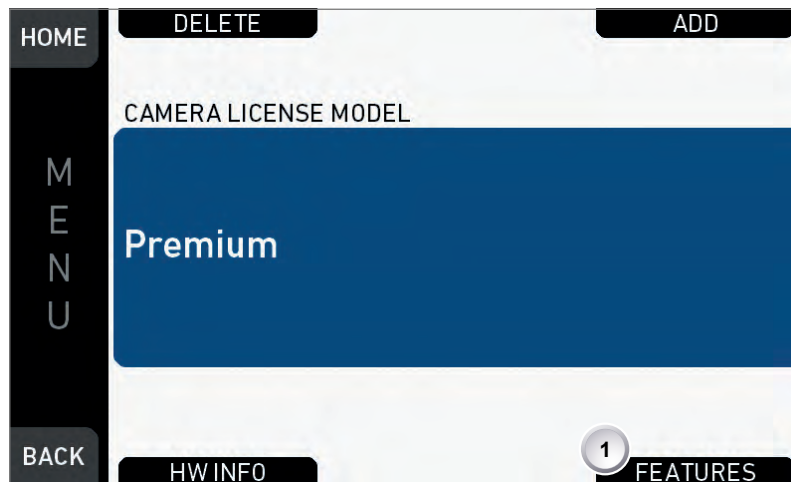 HOME
DELETE
ADD
CAMERA LICENSE MODEL
M
E
N
U
Premium
BACK
HW INFO
1
FEATURES